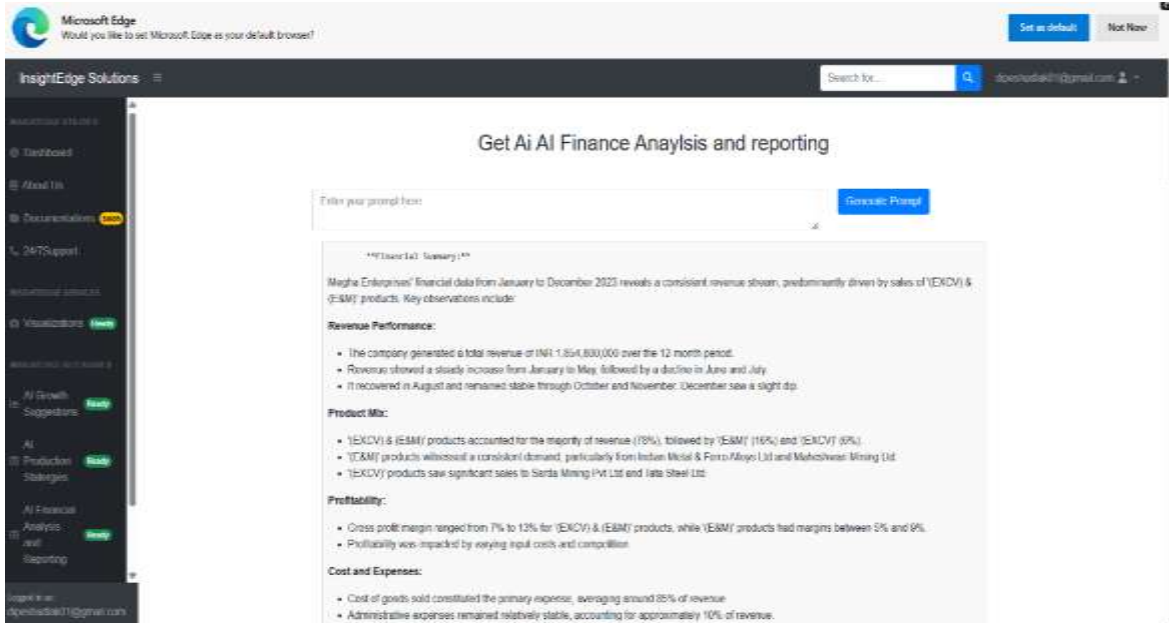 Microsoft Edge
Would you like to set Microsoft Edge as your default browser?
Set as default
Not Now
InsightEdge Solutions
Search for...
Dashboard
About Us
Documentations
24/7Support
Visualizations Ready
AI Growth
Suggestions Ready
AI
Production Ready
AI Financial
Analysis
and Ready
Reporting
Logged in as:
Get Ai AI Finance Anaylsis and reporting
Enter your prompt here
Generate Prompt
**Financial Summary:**
Megha Enterprises' financial data from January to December 2023 reveals a consistent revenue stream, predominantly driven by sales of '(EXCV) &
(E&M)' products. Key observations include:
Revenue Performance:
• The company generated a total revenue of INR 1,854,800,000 over the 12 month period.
• Revenue showed a steady increase from January to May, followed by a decline in June and July.
• It recovered in August and remained stable through October and November. December saw a slight dip.
Product Mix:
• '(EXCV) & (E&M)' products accounted for the majority of revenue (78%), followed by '(E&M)' (16%) and '(EXCV)' (6%).
• '(E&M)' products witnessed a consistent demand, particularly from Indian Metal & Ferro Alloys Ltd and Maheshwari Mining Ltd.
• '(EXCV)' products saw significant sales to Sarda Mining Pvt Ltd and Tata Steel Ltd.
Profitability:
• Gross profit margin ranged from 7% to 13% for '(EXCV) & (E&M)' products, while '(E&M)' products had margins between 5% and 9%.
• Profitability was impacted by varying input costs and competition.
Cost and Expenses:
• Cost of goods sold constituted the primary expense, averaging around 85% of revenue.
• Administrative expenses remained relatively stable, accounting for approximately 10% of revenue.